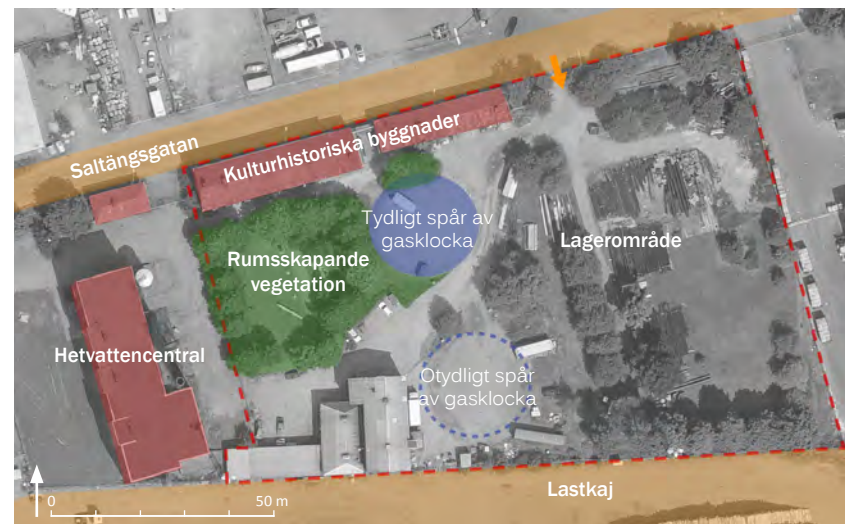 Saltängsgatan
Kulturhistoriska byggnader
Tydligt spår av
gasklocka
Rumsskapande
vegetation
Lagerområde
Hetvattencentral
Otydligt spår
av gasklocka
Lastkaj
0
50 m